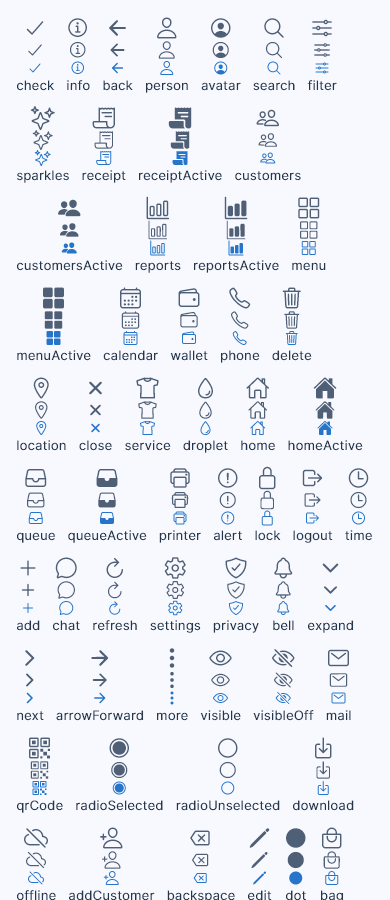 check info back person avatar search filter
sparkles receipt receiptActive customers
customersActive reports reportsActive menu
menuActive calendar wallet phone delete
location close service droplet home homeActive
queue queueActive printer alert lock logout time
add chat refresh settings privacy bell expand
next arrowForward more visible visibleOff mail
qrCode radioSelected radioUnselected download
offline addCustomer backspace edit dot bag